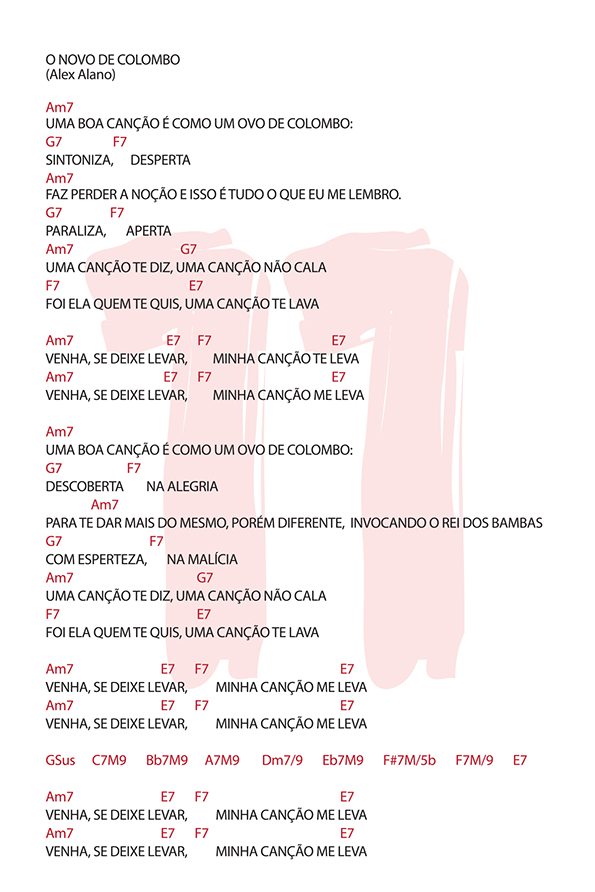 O NOVO DE COLOMBO
(Alex Alano)
Am7
UMA BOA CANÇÃO É COMO UM OVO DE COLOMBO:
G7 F7
SINTONIZA, DESPERTA
Am7
FAZ PERDER A NOÇÃO E ISSO É TUDO O QUE EU ME LEMBRO.
G7 F7
PARALIZA, APERTA
Am7 G7
UMA CANÇÃO TE DIZ, UMA CANÇÃO NÃO CALA
F7 E7
FOI ELA QUEM TE QUIS, UMA CANÇÃO TE LAVA
Am7 E7 F7 E7
VENHA, SE DEIXE LEVAR, MINHA CANÇÃO TE LEVA
Am7 E7 F7 E7
VENHA, SE DEIXE LEVAR, MINHA CANÇÃO ME LEVA
Am7
UMA BOA CANÇÃO É COMO UM OVO DE COLOMBO:
G7 F7
DESCOBERTA NA ALEGRIA
Am7
PARA TE DAR MAIS DO MESMO, PORÉM DIFERENTE, INVOCANDO O REI DOS BAMBAS
G7 F7
COM ESPERTEZA, NA MALÍCIA
Am7 G7
UMA CANÇÃO TE DIZ, UMA CANÇÃO NÃO CALA
F7 E7
FOI ELA QUEM TE QUIS, UMA CANÇÃO TE LAVA
Am7 E7 F7 E7
VENHA, SE DEIXE LEVAR, MINHA CANÇÃO ME LEVA
Am7 E7 F7 E7
VENHA, SE DEIXE LEVAR, MINHA CANÇÃO ME LEVA
GSus C7M9 Bb7M9 A7M9 Dm7/9 Eb7M9 F#7M/5b F7M/9 E7
Am7 E7 F7 E7
VENHA, SE DEIXE LEVAR, MINHA CANÇÃO ME LEVA
Am7 E7 F7 E7
VENHA, SE DEIXE LEVAR, MINHA CANÇÃO ME LEVA
11